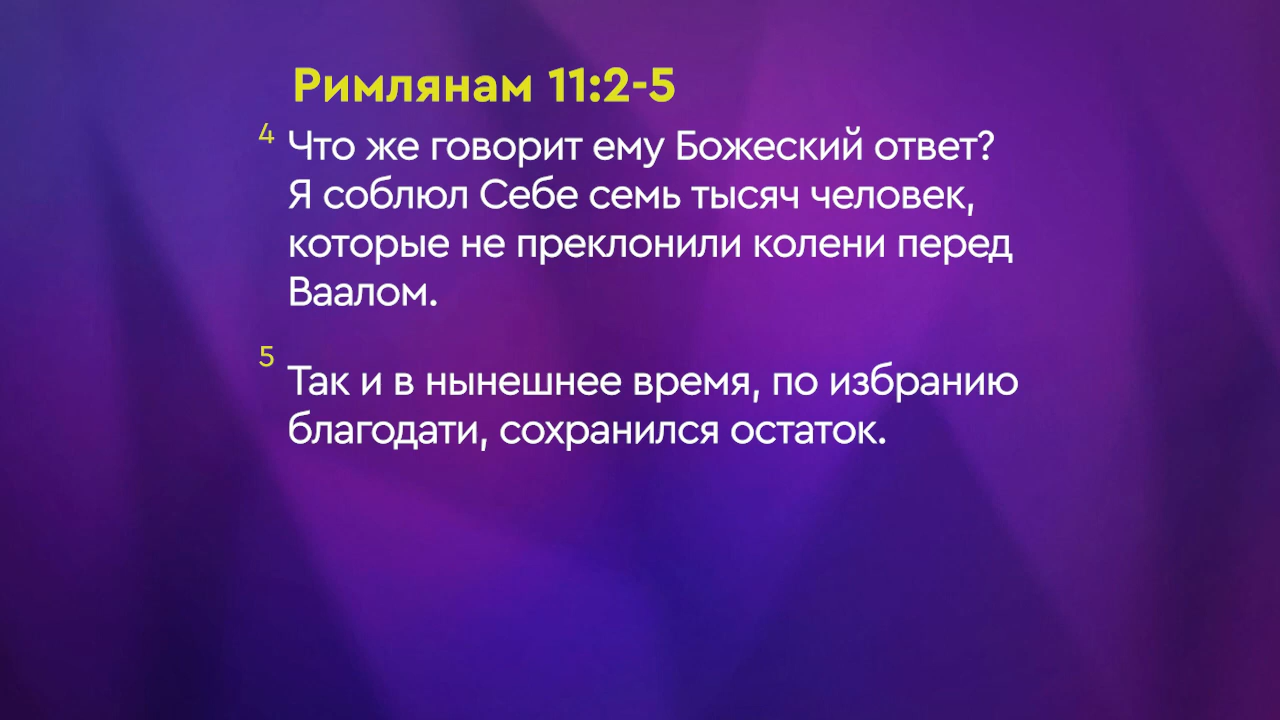 Римлянам 11:2-5
4 Что же говорит ему Божеский ответ?
Я соблюл Себе семь тысяч человек,
которые не преклонили колени перед
Ваалом.
5 Так и в нынешнее время, по избранию
благодати, сохранился остаток.